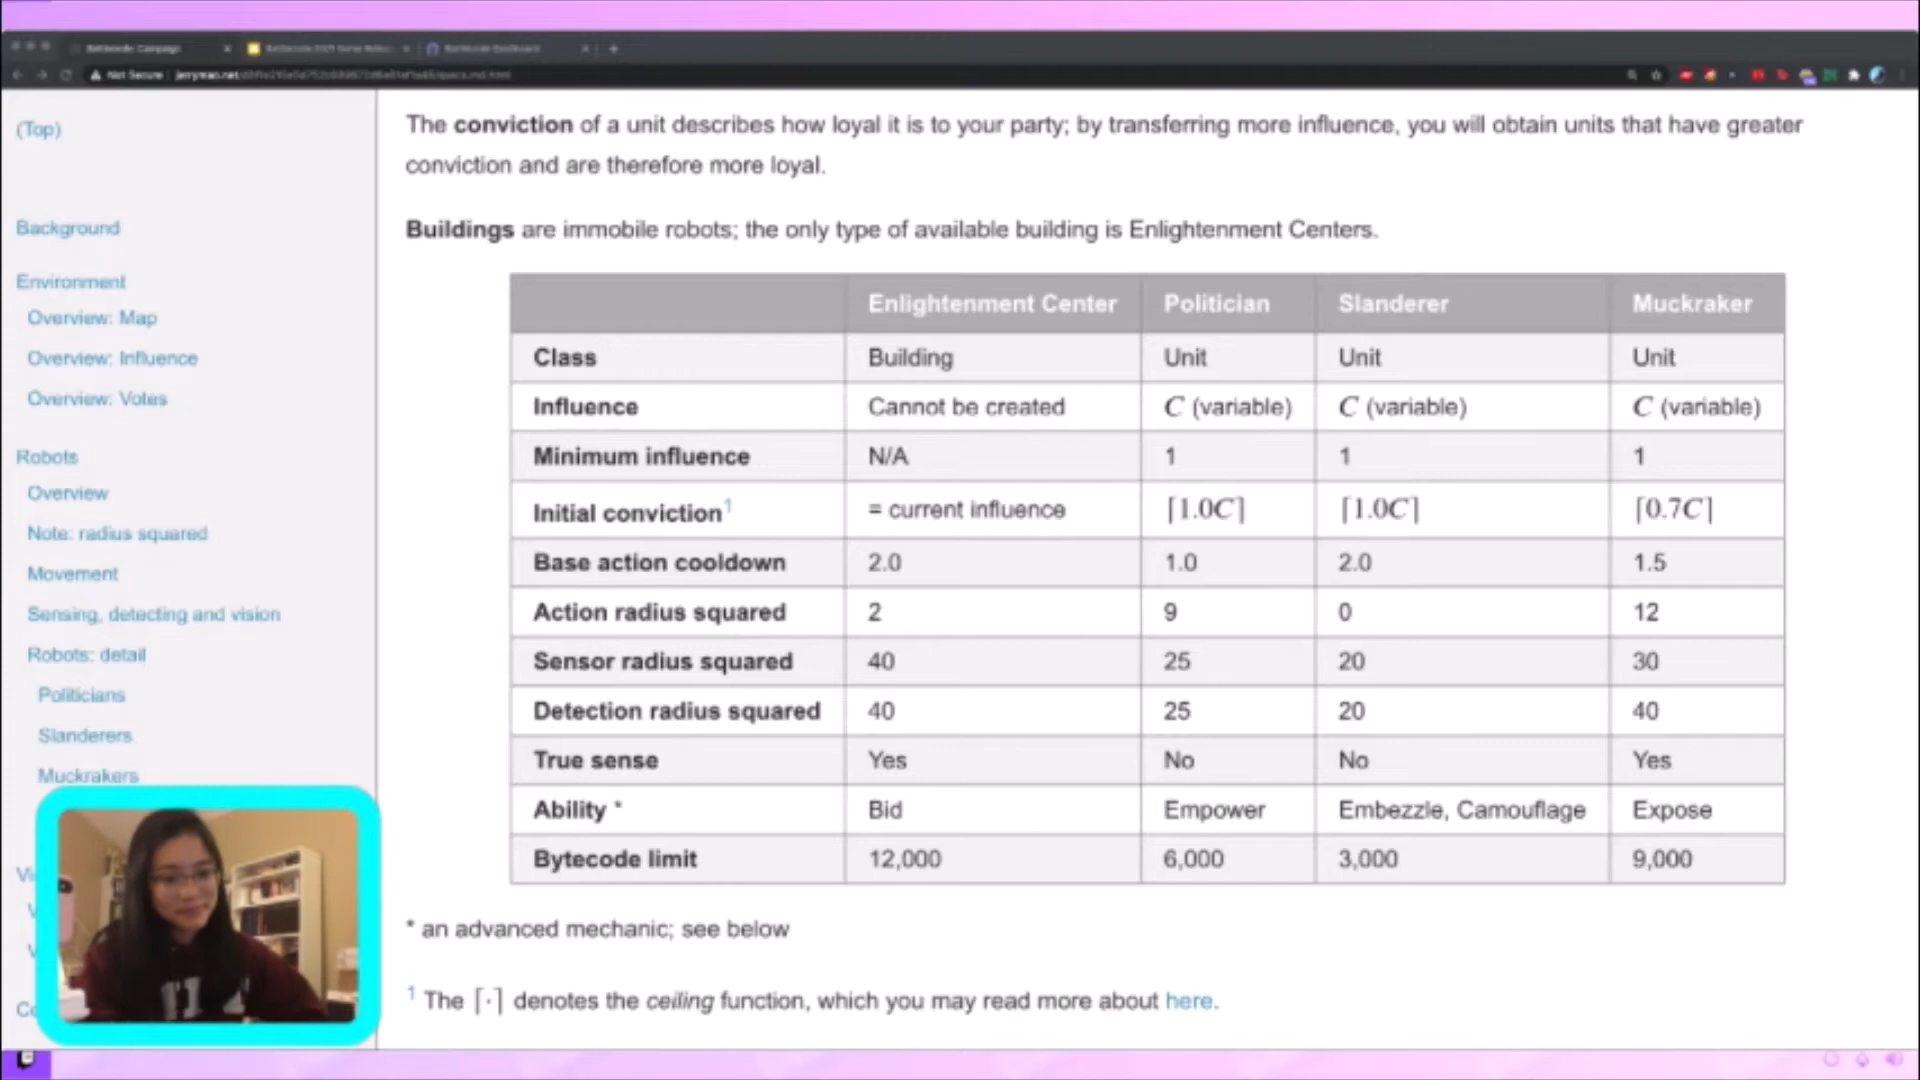 Battlecode: Campaign
Not Secure
(Top)
Background
Environment
Overview: Map
Overview: Influence
Overview: Votes
Robots
Overview
Note: radius squared
Movement
Sensing, detecting and vision
Robots: detail
Politicians
Slanderers
Muckrakers
The conviction of a unit describes how loyal it is to your party; by transferring more influence, you will obtain units that have greater
conviction and are therefore more loyal.
Buildings are immobile robots; the only type of available building is Enlightenment Centers.
Enlightenment Center Politician Slanderer Muckraker
Class Building Unit Unit Unit
Influence Cannot be created C (variable) C (variable) C (variable)
Minimum influence N/A 1 1 1
Initial conviction¹ = current influence ⌈1.0C⌉ ⌈1.0C⌉ ⌈0.7C⌉
Base action cooldown 2.0 1.0 2.0 1.5
Action radius squared 2 9 0 12
Sensor radius squared 40 25 20 30
Detection radius squared 40 25 20 40
True sense Yes No No Yes
Ability * Bid Empower Embezzle, Camouflage Expose
Bytecode limit 12,000 6,000 3,000 9,000
* an advanced mechanic; see below
¹ The ⌈·⌉ denotes the ceiling function, which you may read more about here.